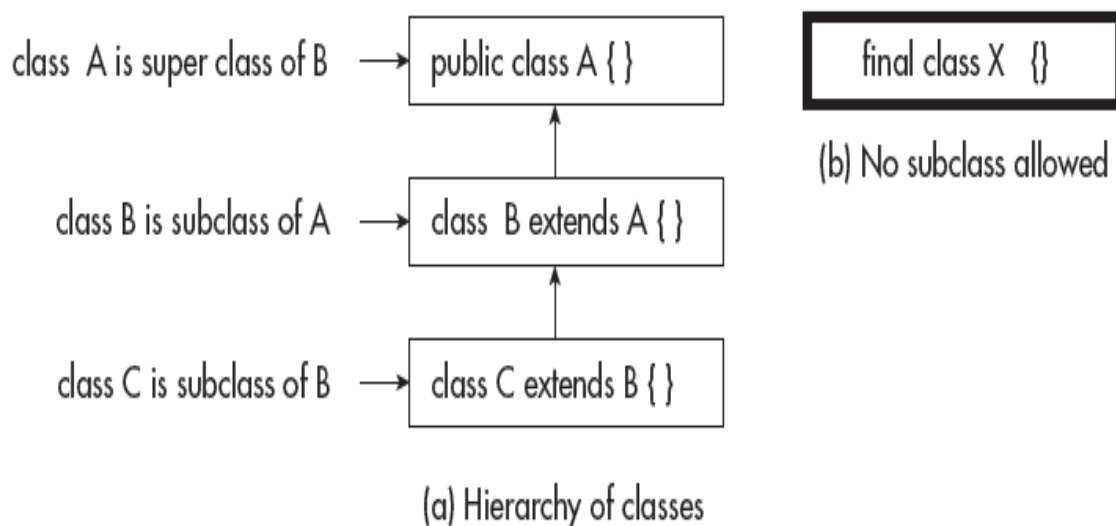 class A is super class of B
public class A { }
final class X {}
(b) No subclass allowed
class B is subclass of A
class B extends A { }
class C is subclass of B
class C extends B { }
(a) Hierarchy of classes